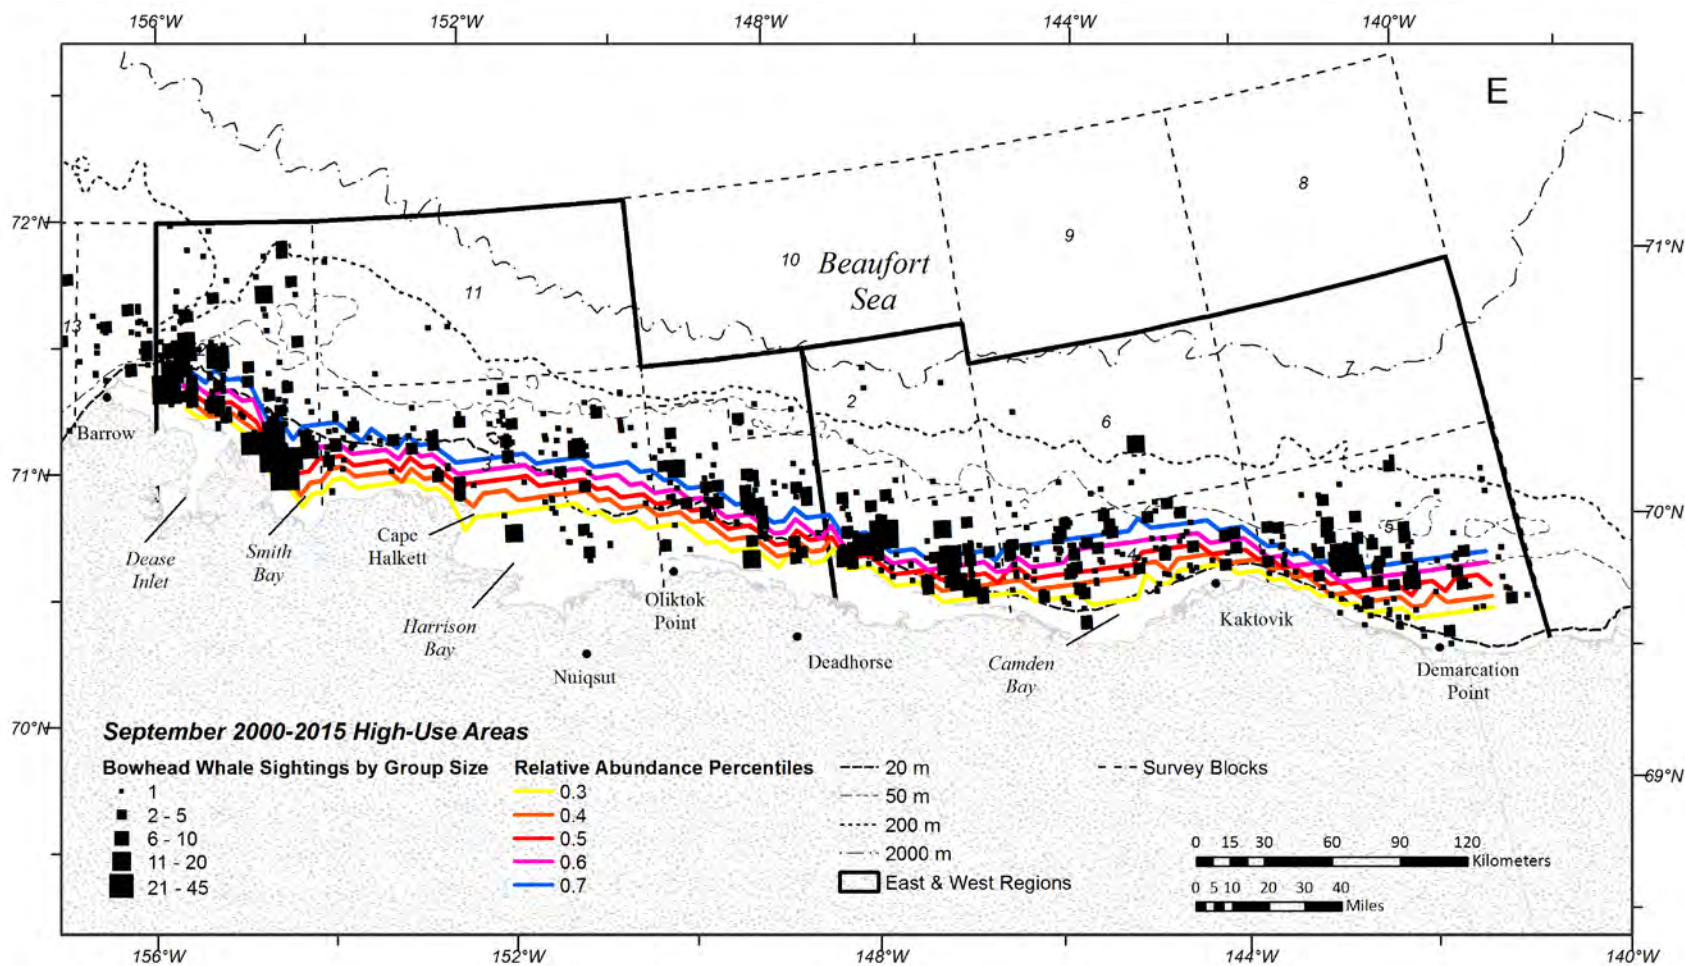 156°W 152°W 148°W 144°W 140°W
E
8
72°N
9
71°N
10
Beaufort
Sea
11
13
7
2
6
Barrow
3
71°N
1
70°N
5
4
Cape
Halkett
Smith
Bay
Dease
Inlet
Oliktok
Point
Kaktovik
Harrison
Bay
Deadhorse
Camden
Bay
Nuiqsut
Demarcation
Point
70°N
September 2000-2015 High-Use Areas
Bowhead Whale Sightings by Group Size
1
2 - 5
6 - 10
11 - 20
21 - 45
Relative Abundance Percentiles
0.3
0.4
0.5
0.6
0.7
20 m
50 m
200 m
2000 m
East & West Regions
Survey Blocks
69°N
0 15 30 60 90 120
Kilometers
0 5 10 20 30 40
Miles
156°W 152°W 148°W 144°W 140°W